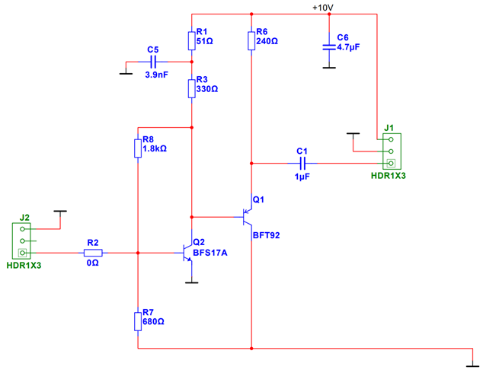 +10V
R1
51Ω
R6
240Ω
C6
4.7µF
C5
3.9nF
R3
330Ω
J1
HDR1X3
R8
1.8kΩ
C1
1µF
Q1
BFT92
J2
HDR1X3
R2
0Ω
Q2
BFS17A
R7
680Ω